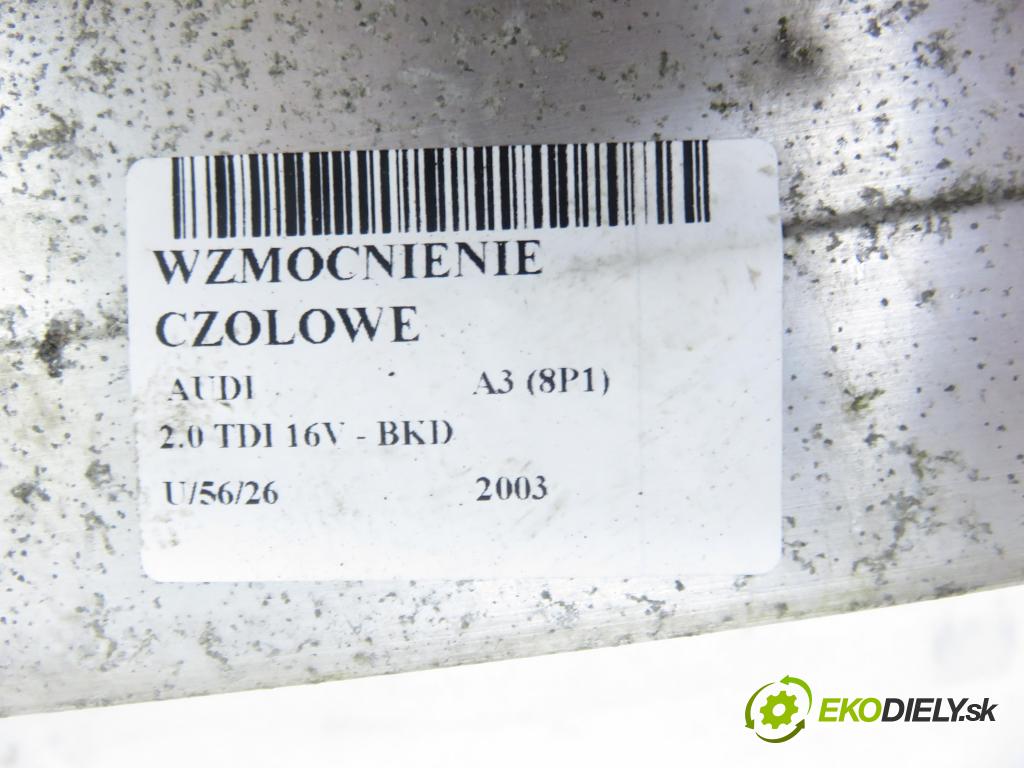 WZMOCNIENIE
CZOLOWE
AUDI A3 (8P1)
2.0 TDI 16V - BKD
U/56/26 2003
EKODIELY.sk